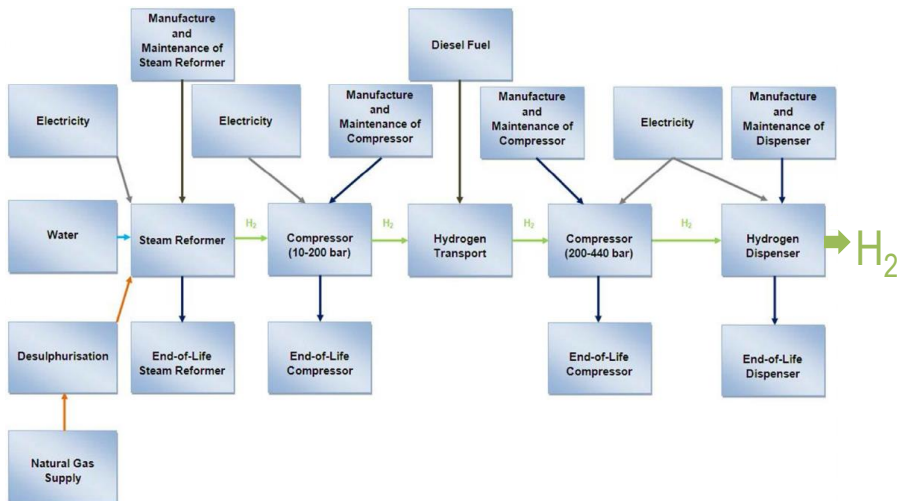 Manufacture
and
Maintenance of
Steam Reformer
Diesel Fuel
Electricity
Electricity
Manufacture
and
Maintenance of
Compressor
Manufacture
and
Maintenance of
Compressor
Electricity
Manufacture
and
Maintenance of
Dispenser
Water
Steam Reformer
H₂
Compressor
(10-200 bar)
H₂
Hydrogen
Transport
H₂
Compressor
(200-440 bar)
H₂
Hydrogen
Dispenser
H₂
Desulphurisation
End-of-Life
Steam Reformer
End-of-Life
Compressor
End-of-Life
Compressor
End-of-Life
Dispenser
Natural Gas
Supply